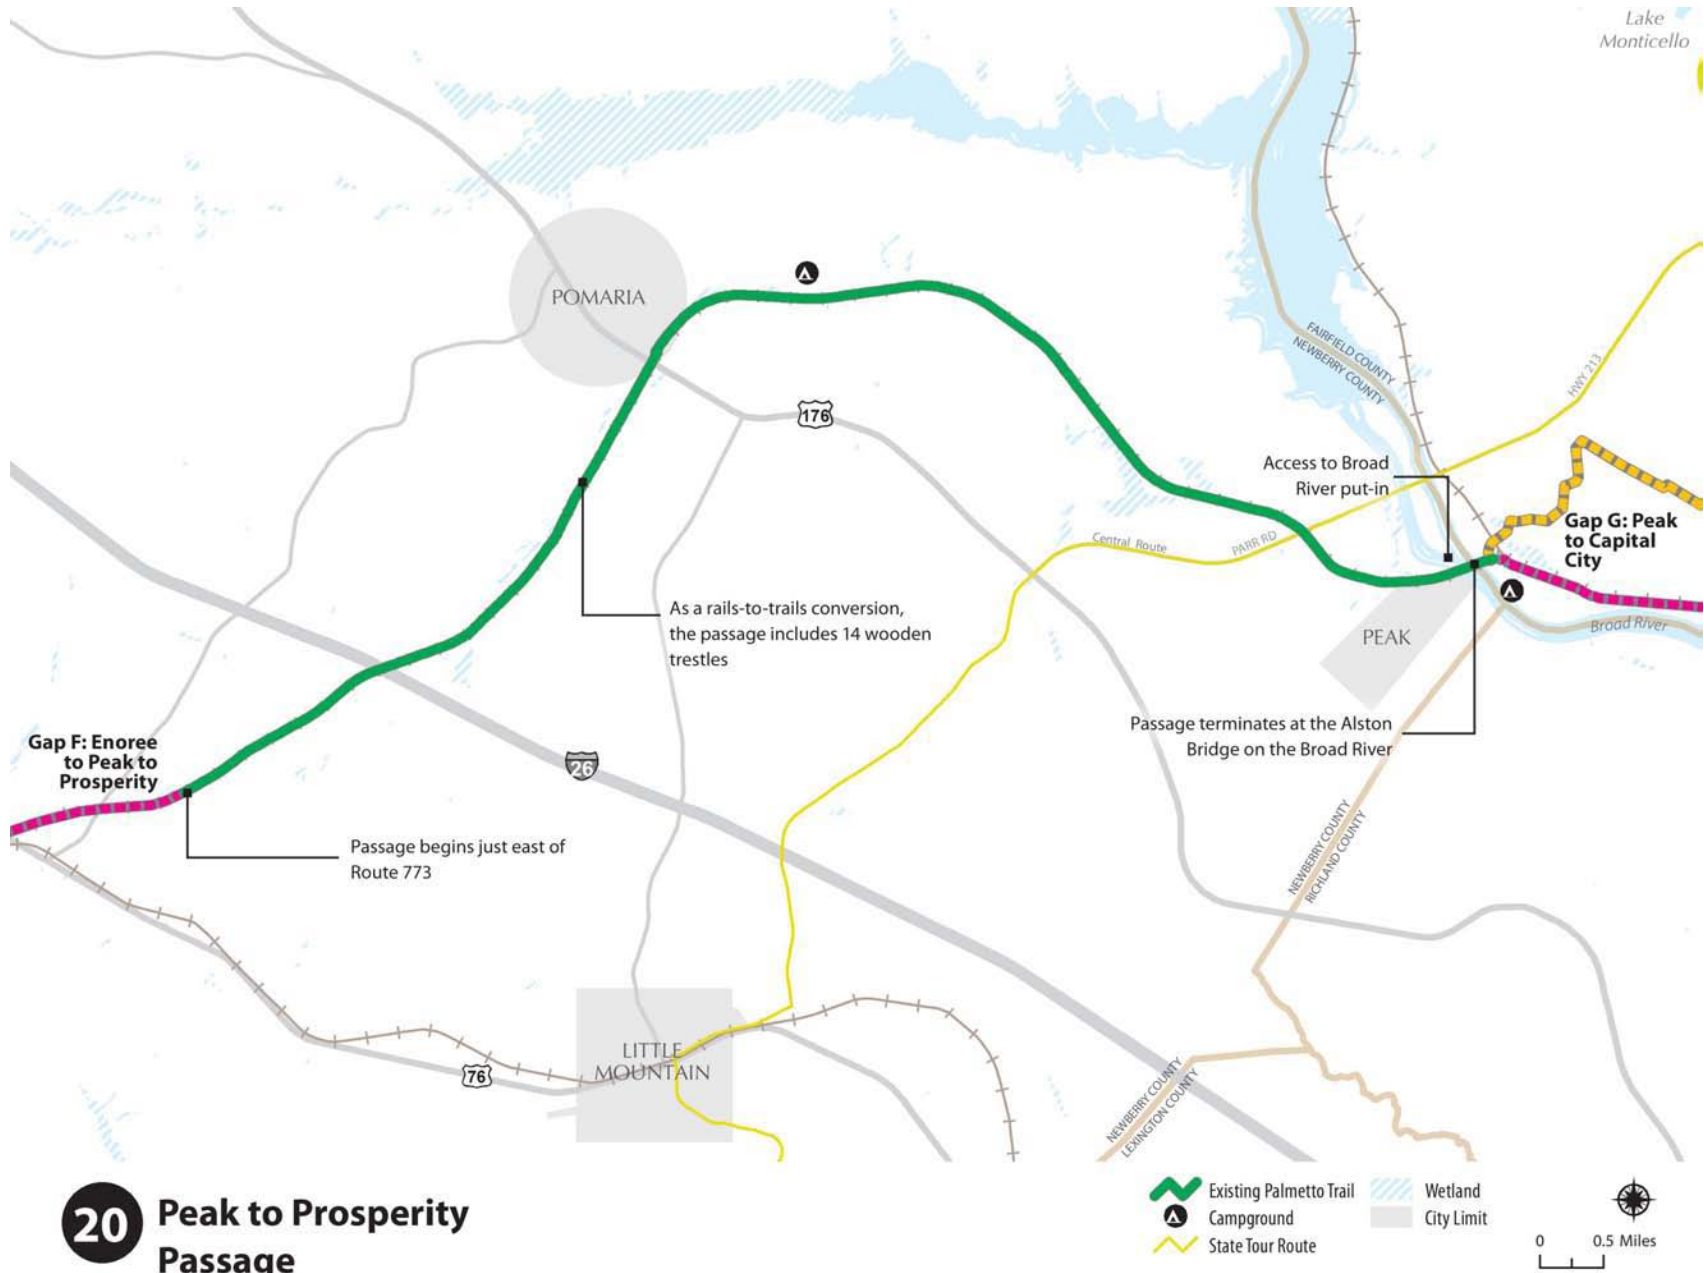 Lake
Monticello
POMARIA
176
FAIRFIELD COUNTY
NEWBERRY COUNTY
HWY 213
Access to Broad
River put-in
Gap G: Peak
to Capital
City
Central Route
PARR RD
As a rails-to-trails conversion,
the passage includes 14 wooden
trestles
Broad River
PEAK
Passage terminates at the Alston
Bridge on the Broad River
Gap F: Enoree
to Peak to
Prosperity
26
Passage begins just east of
Route 773
NEWBERRY COUNTY
RICHLAND COUNTY
LITTLE
MOUNTAIN
76
NEWBERRY COUNTY
LEXINGTON COUNTY
20
Peak to Prosperity
Passage
Existing Palmetto Trail
Campground
State Tour Route
Wetland
City Limit
0 0.5 Miles